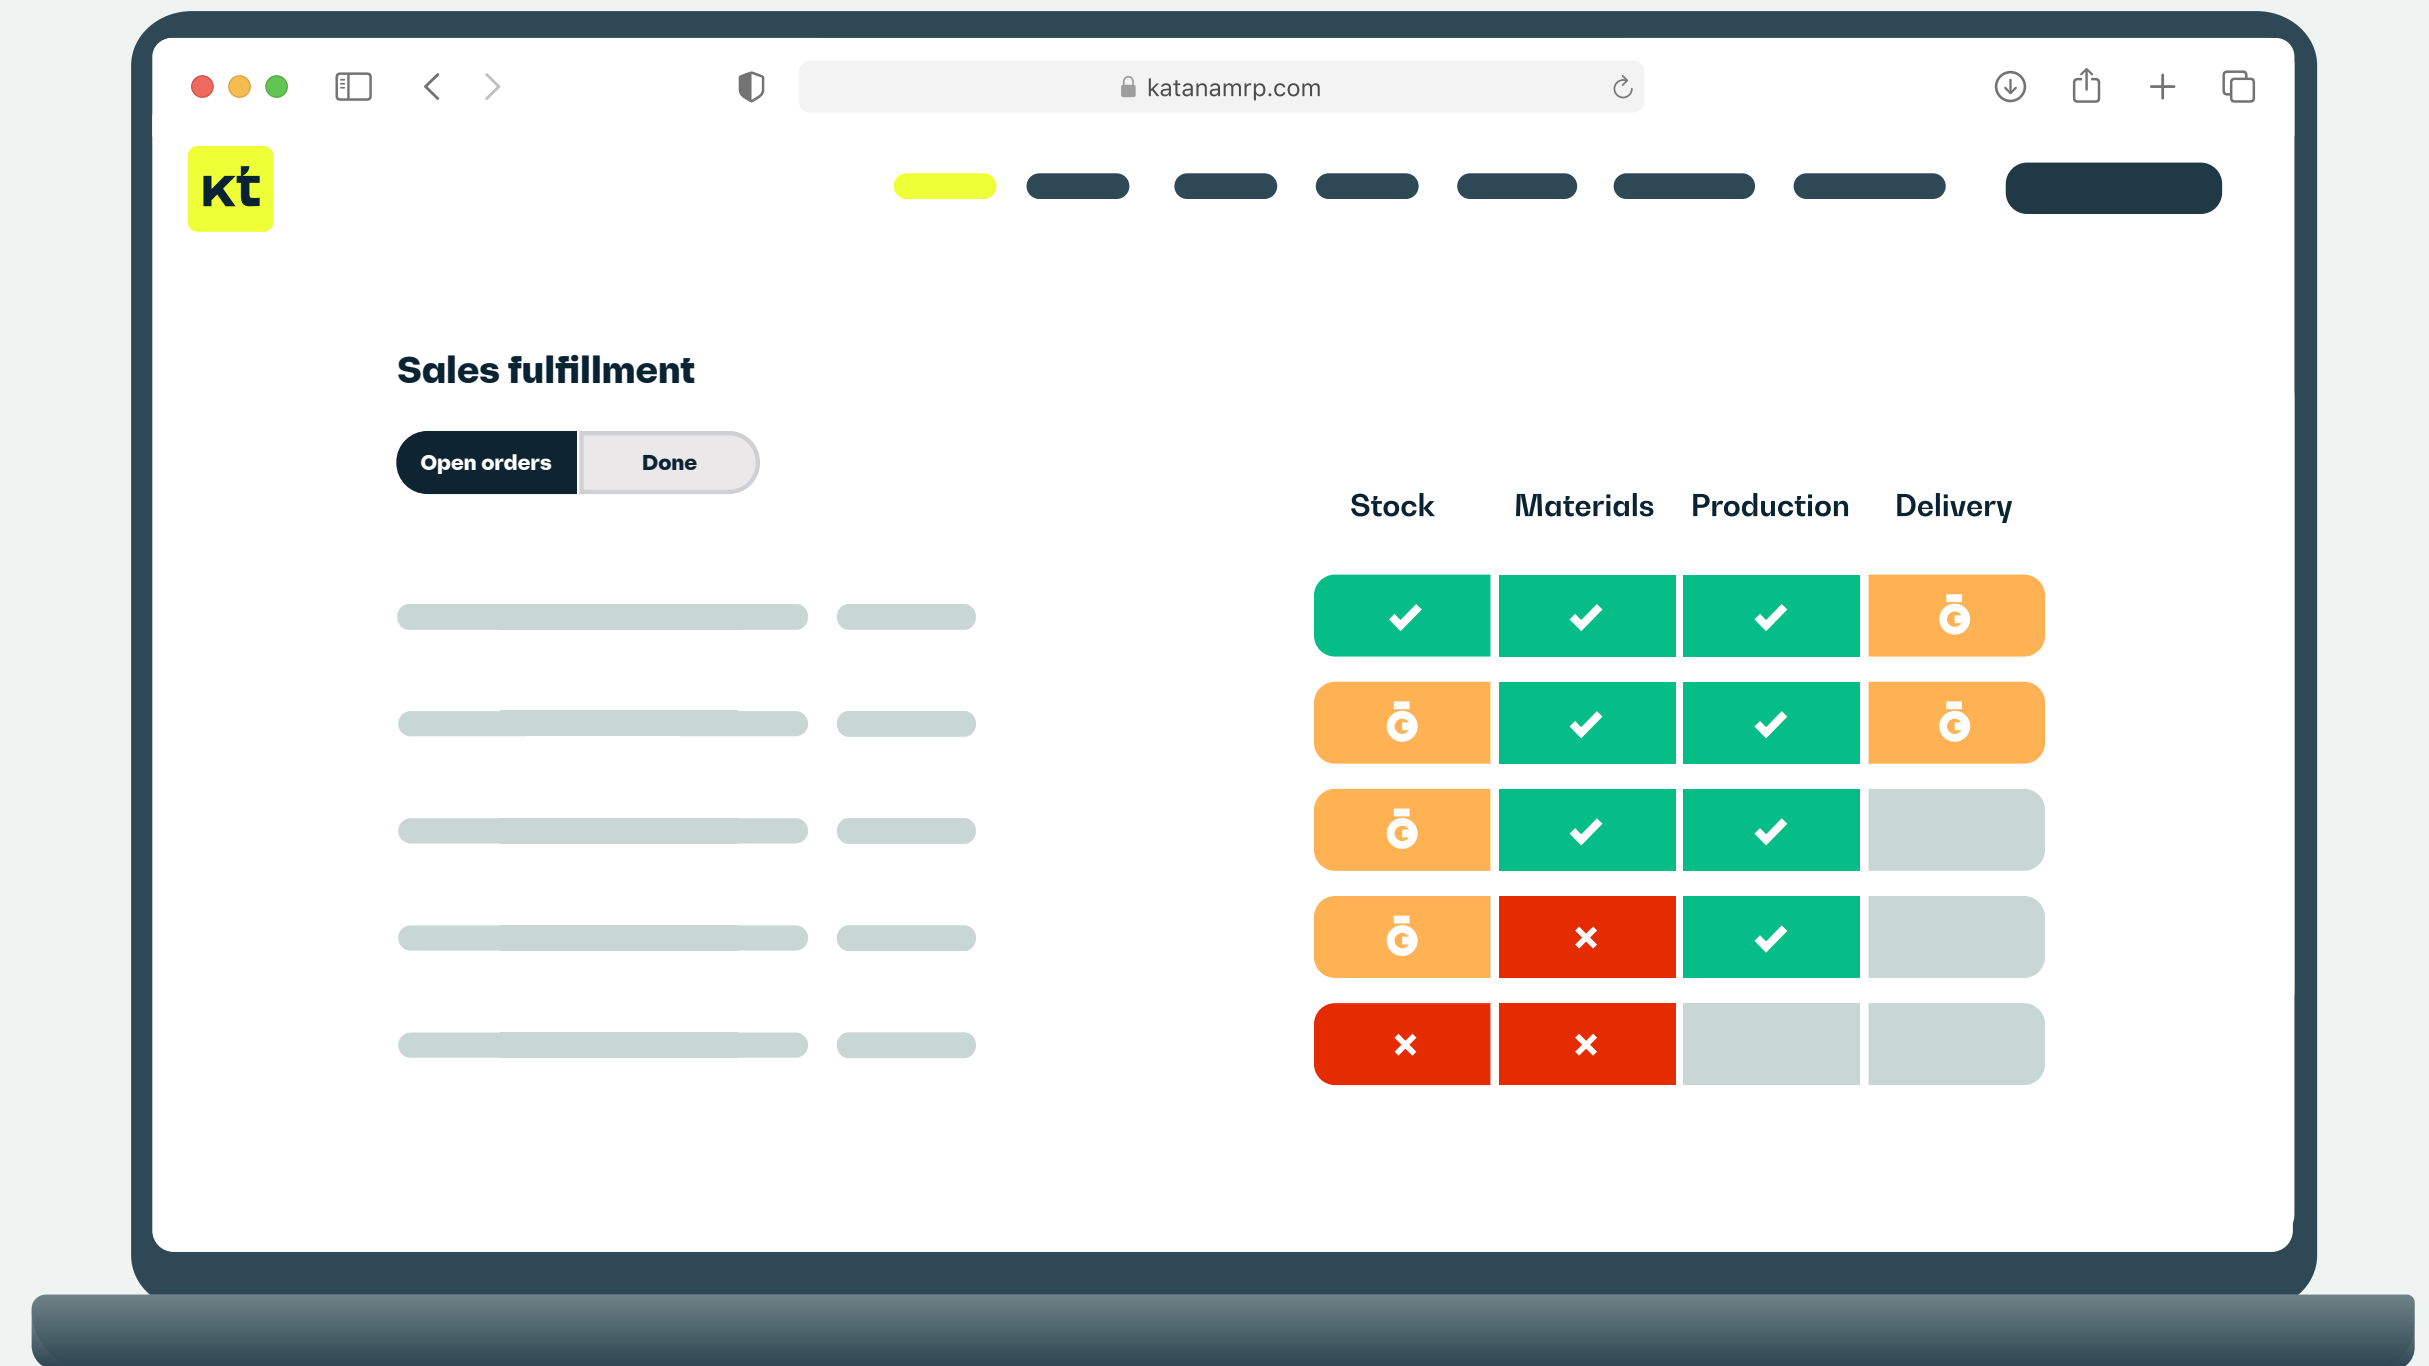 katanamrp.com
Kt
Sales fulfillment
Open orders Done
Stock Materials Production Delivery